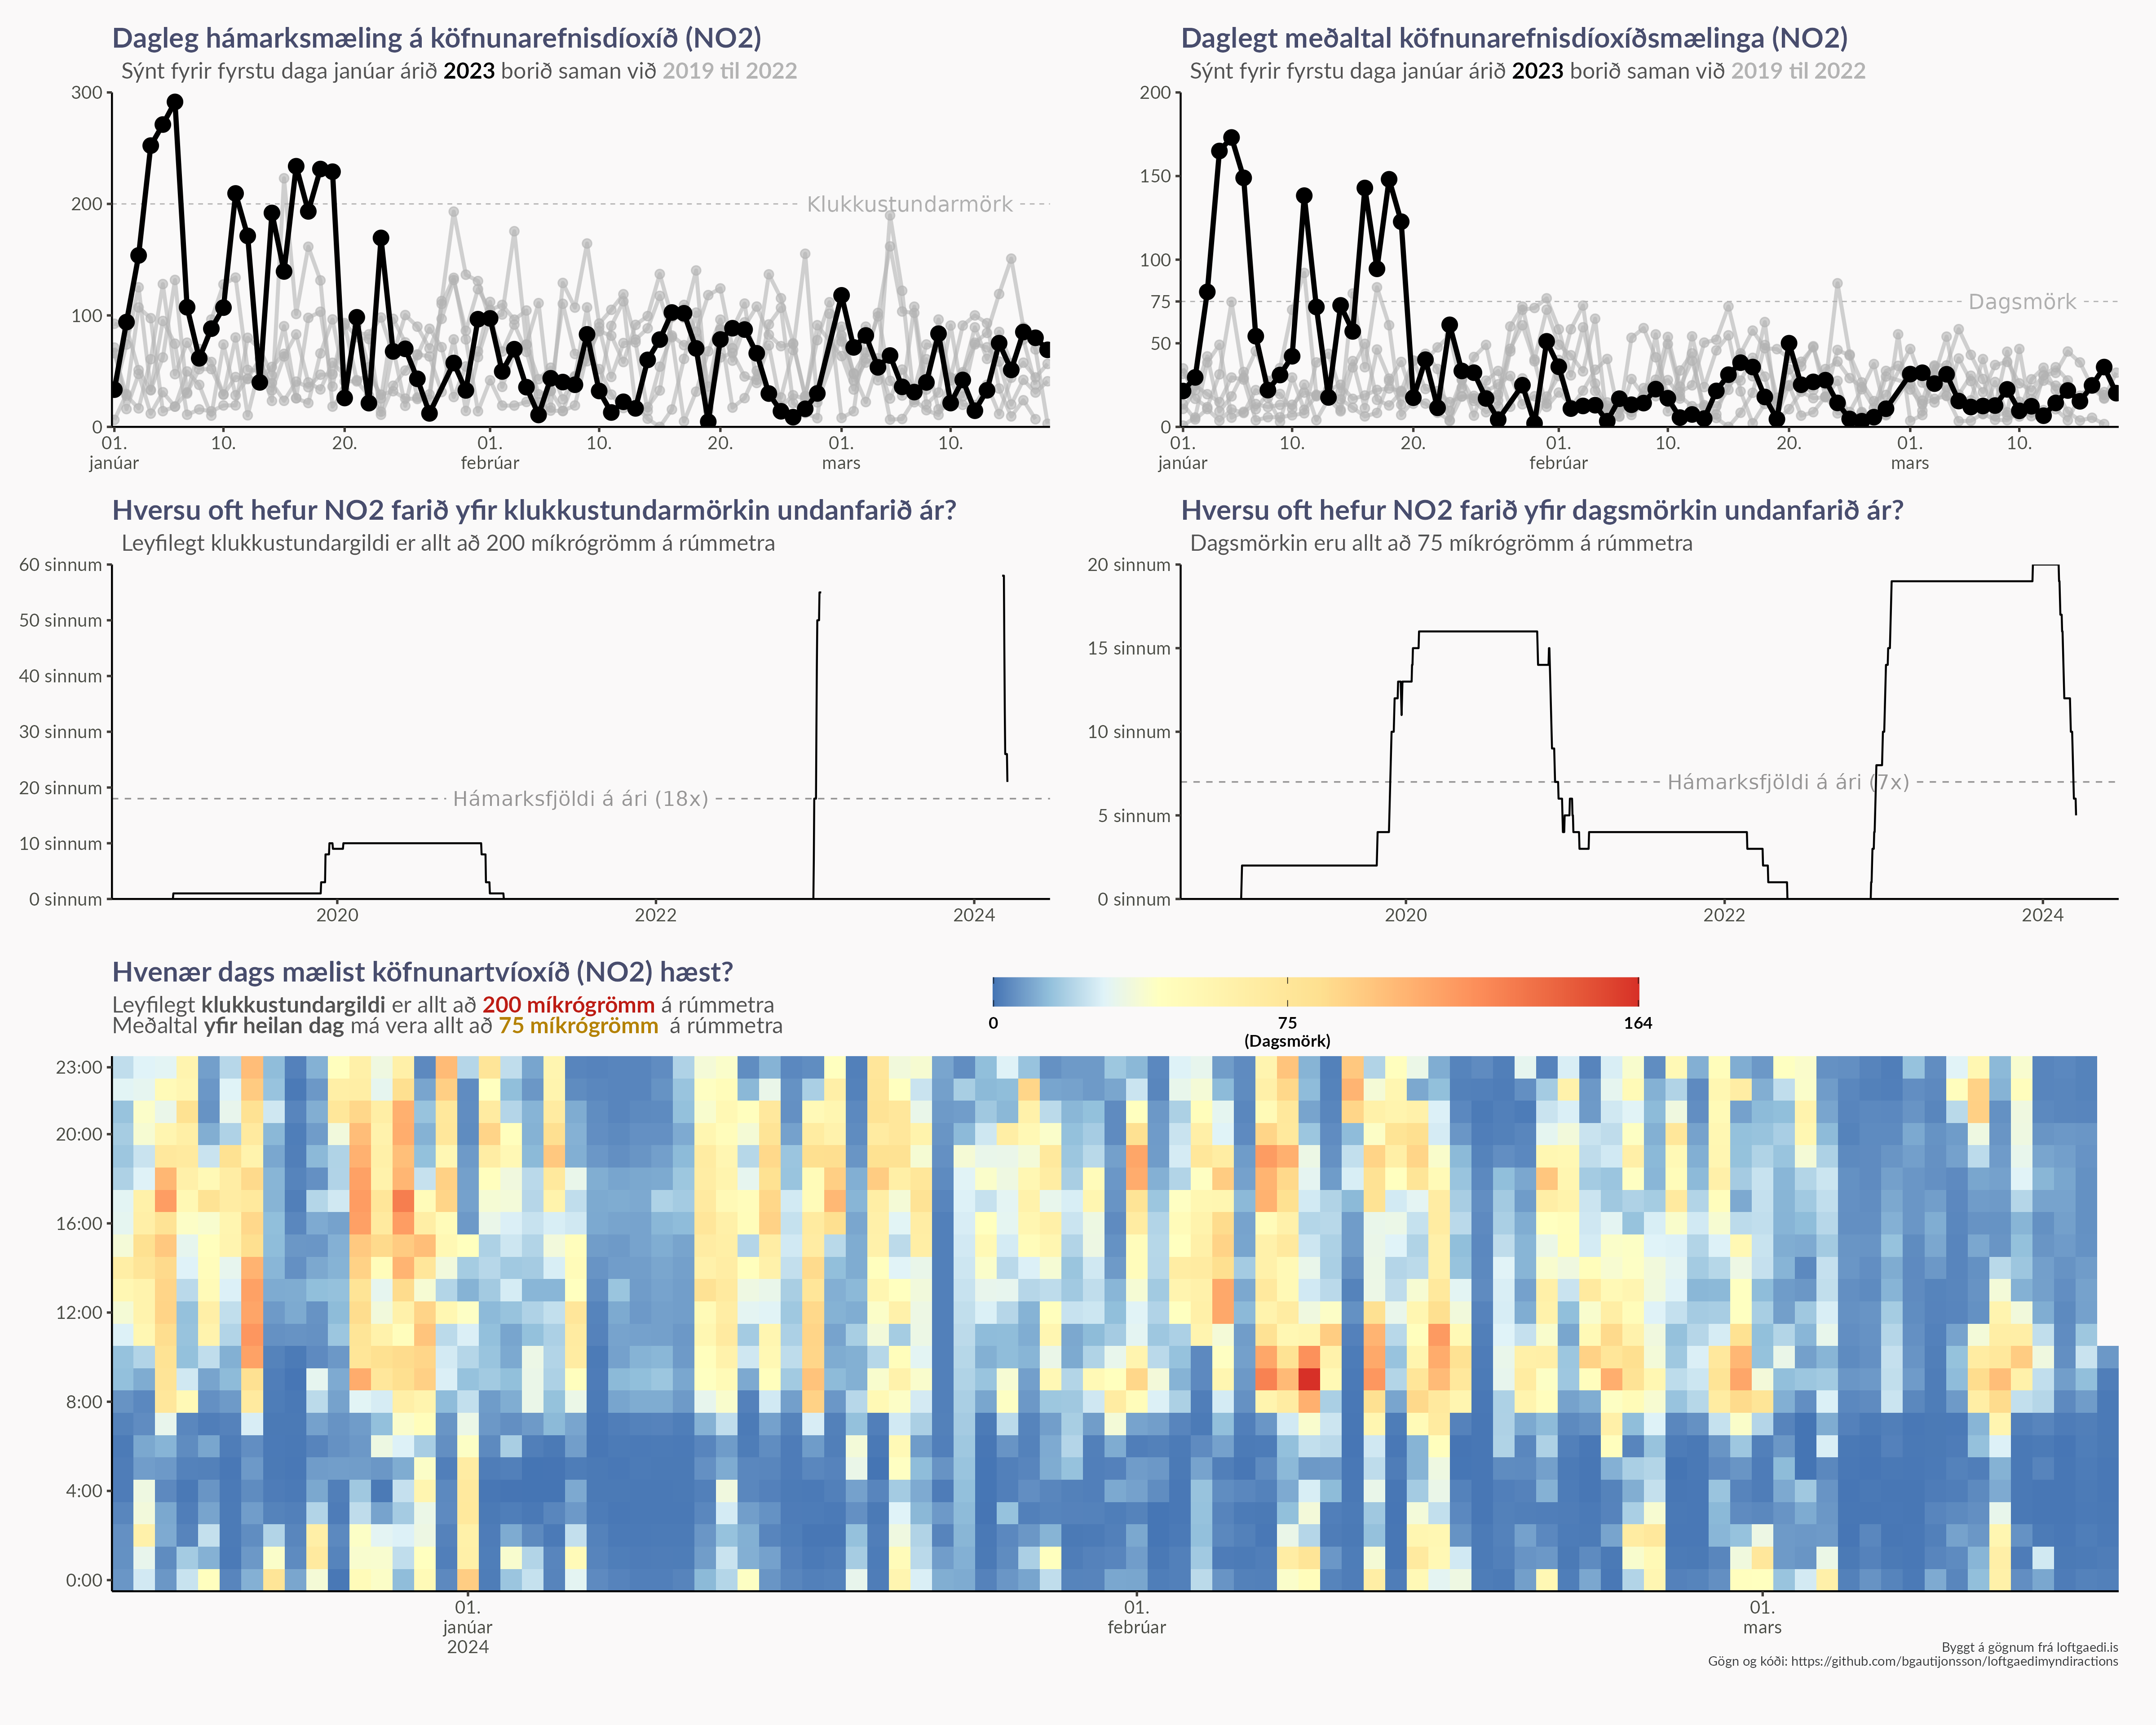 Dagleg hámarksmæling á köfnunarefnisdíoxíð (NO2)
Sýnt fyrir fyrstu daga janúar árið 2023 borið saman við 2019 til 2022
300
200
100
0
Klukkustundarmörk
01. janúar
10.
20.
01. febrúar
10.
20.
01. mars
10.
Daglegt meðaltal köfnunarefnisdíoxíðsmælinga (NO2)
Sýnt fyrir fyrstu daga janúar árið 2023 borið saman við 2019 til 2022
200
150
100
75
50
0
Dagsmörk
01. janúar
10.
20.
01. febrúar
10.
20.
01. mars
10.
Hversu oft hefur NO2 farið yfir klukkustundarmörkin undanfarið ár?
Leyfilegt klukkustundargildi er allt að 200 míkrógrömm á rúmmetra
60 sinnum
50 sinnum
40 sinnum
30 sinnum
20 sinnum
10 sinnum
0 sinnum
Hámarksfjöldi á ári (18x)
2020
2022
2024
Hversu oft hefur NO2 farið yfir dagsmörkin undanfarið ár?
Dagsmörkin eru allt að 75 míkrógrömm á rúmmetra
20 sinnum
15 sinnum
10 sinnum
5 sinnum
0 sinnum
Hámarksfjöldi á ári (7x)
2020
2022
2024
Hvenær dags mælist köfnunartvíoxíð (NO2) hæst?
Leyfilegt klukkustundargildi er allt að 200 míkrógrömm á rúmmetra
Meðaltal yfir heilan dag má vera allt að 75 míkrógrömm á rúmmetra
0
75
(Dagsmörk)
164
23:00
20:00
16:00
12:00
8:00
4:00
0:00
01.
janúar
2024
01.
febrúar
01.
mars
Byggt á gögnum frá loftgaedi.is
Gögn og kóði: https://github.com/bgautijonsson/loftgaedimyndiractions